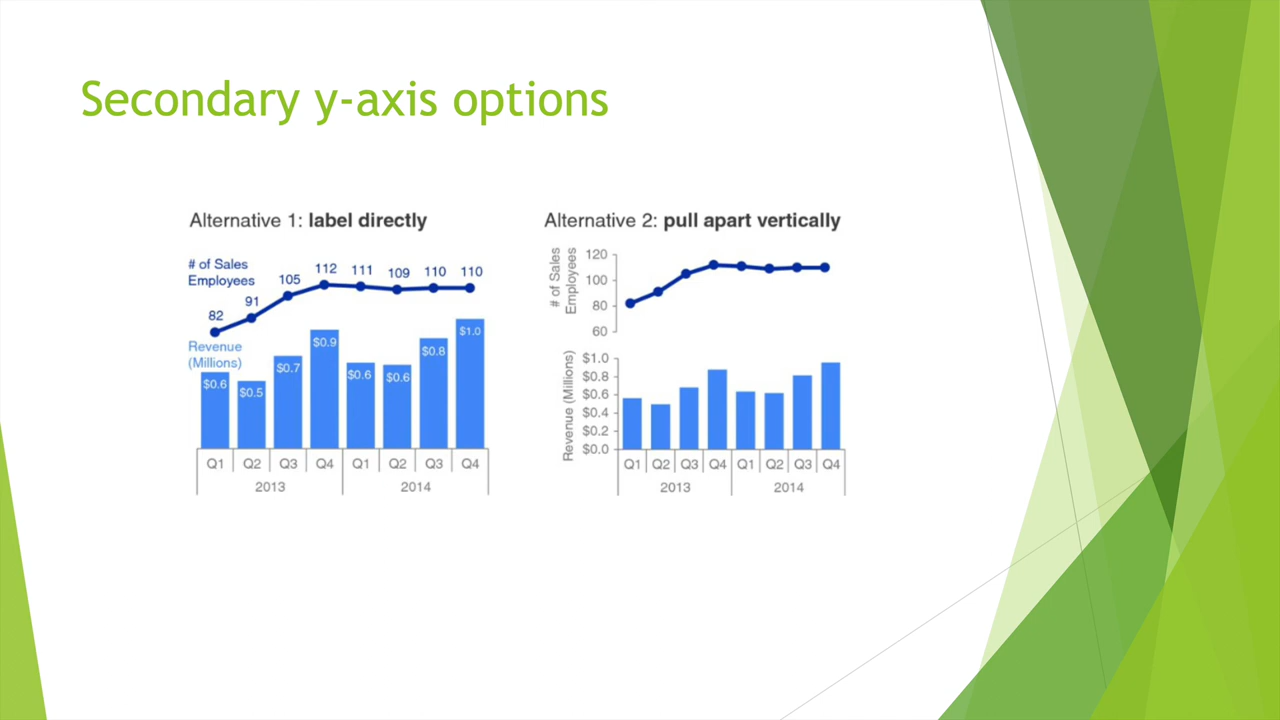 Secondary y-axis options
Alternative 1: label directly
# of Sales
Employees
82
91
105
112
111
109
110
110
Revenue
(Millions)
$0.6
$0.5
$0.7
$0.9
$0.6
$0.6
$0.8
$1.0
Q1 Q2 Q3 Q4 Q1 Q2 Q3 Q4
2013 2014
Alternative 2: pull apart vertically
# of Sales
Employees
120
100
80
60
Revenue (Millions)
$1.0
$0.8
$0.6
$0.4
$0.2
$0.0
Q1 Q2 Q3 Q4 Q1 Q2 Q3 Q4
2013 2014